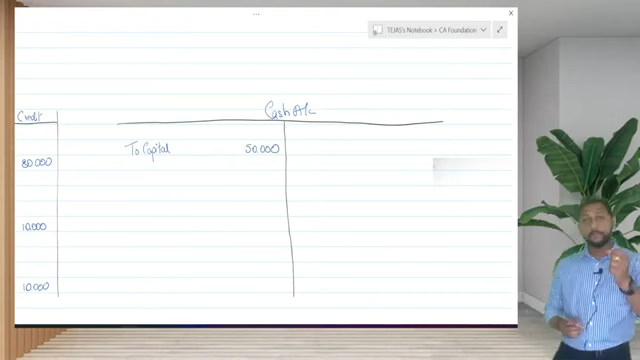 ...
TEJAS's Notebook > CA Foundation
Credit
Cash A/c
To Capital 50.000
80.000
10.000
10.000